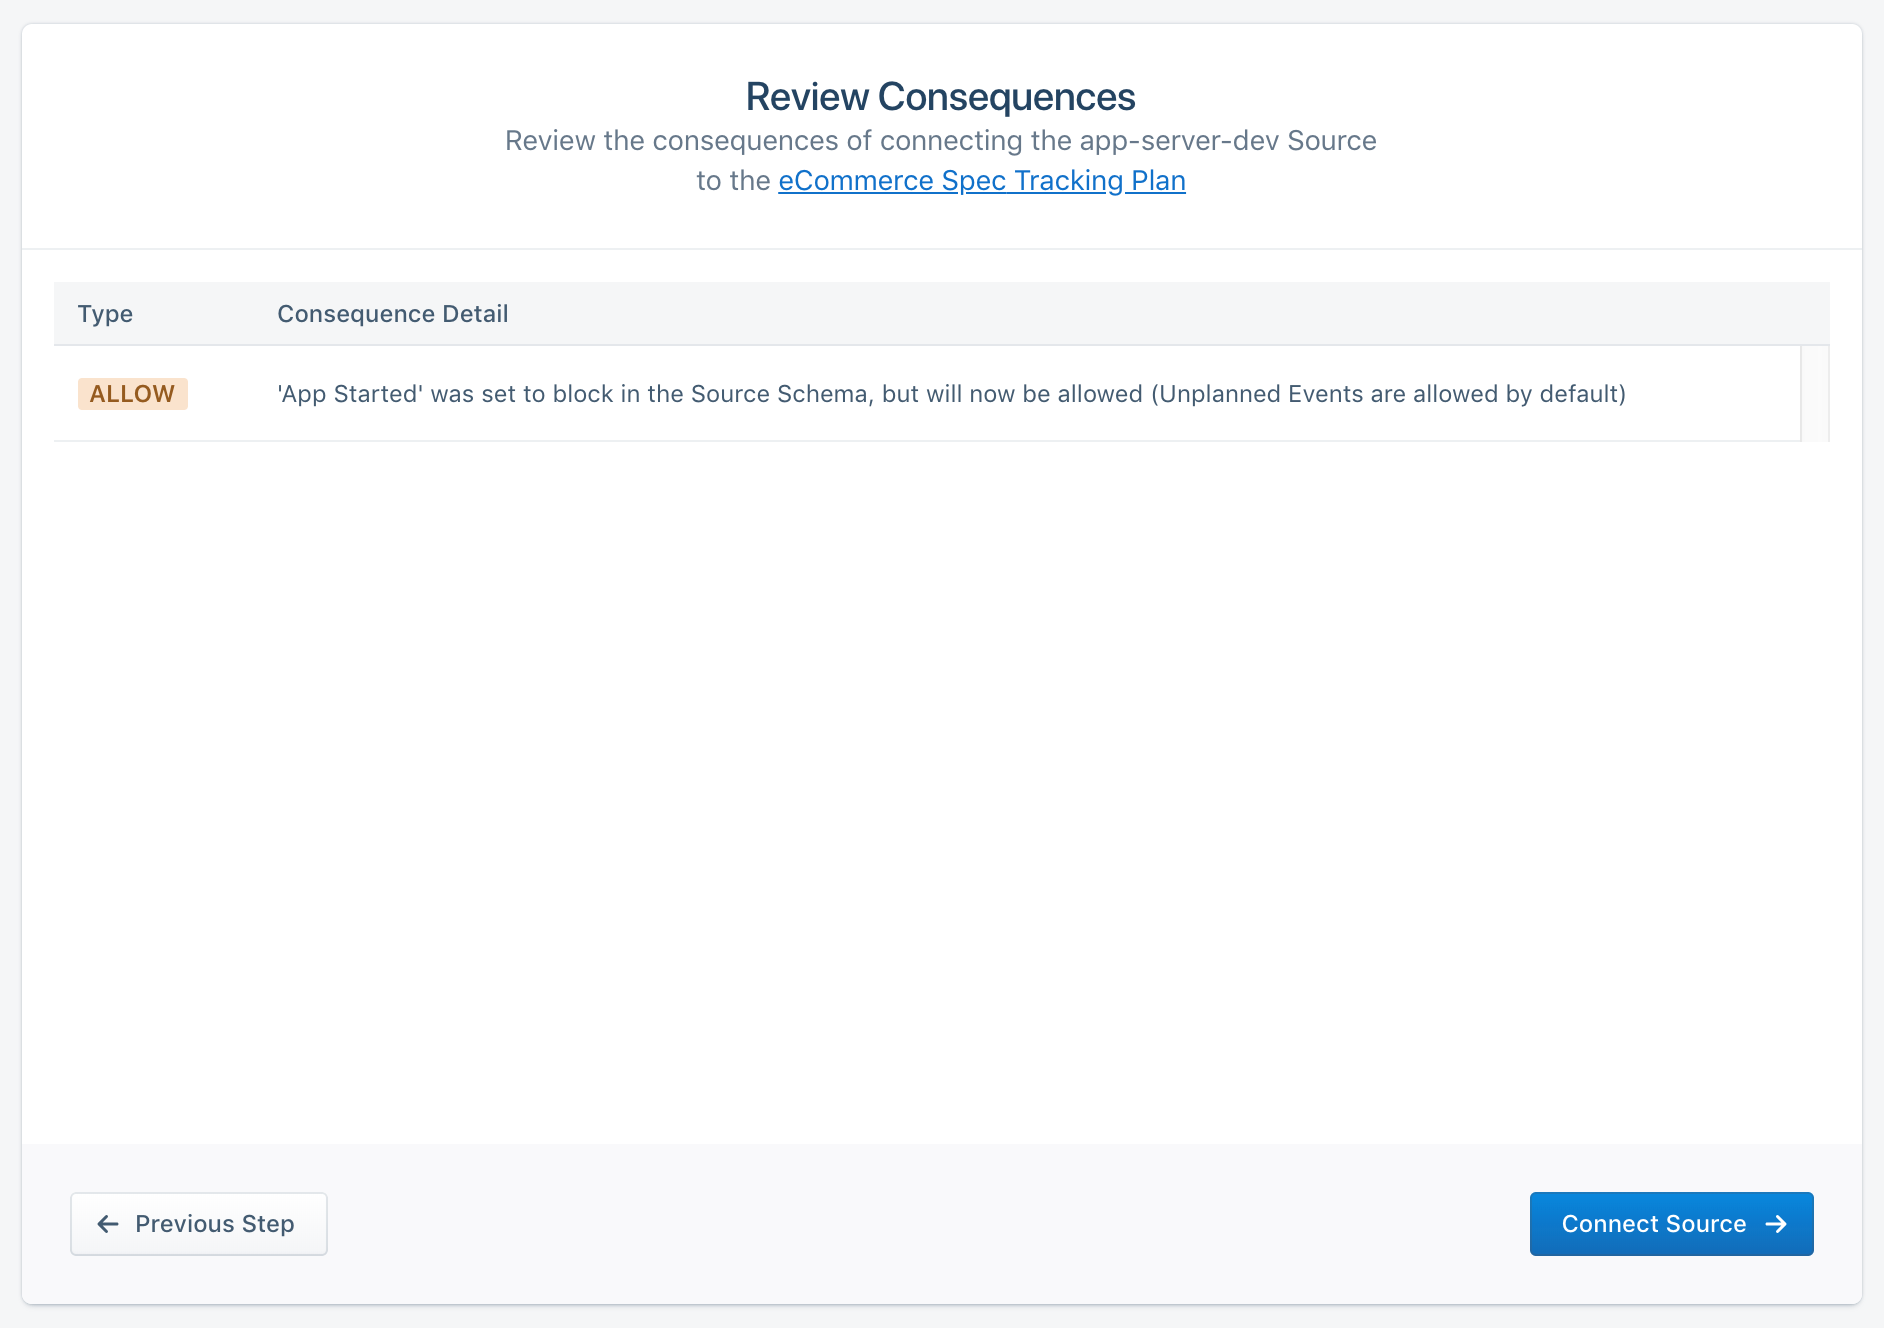 Review Consequences
Review the consequences of connecting the app-server-dev Source
to the eCommerce Spec Tracking Plan
Type Consequence Detail
ALLOW 'App Started' was set to block in the Source Schema, but will now be allowed (Unplanned Events are allowed by default)
← Previous Step Connect Source →